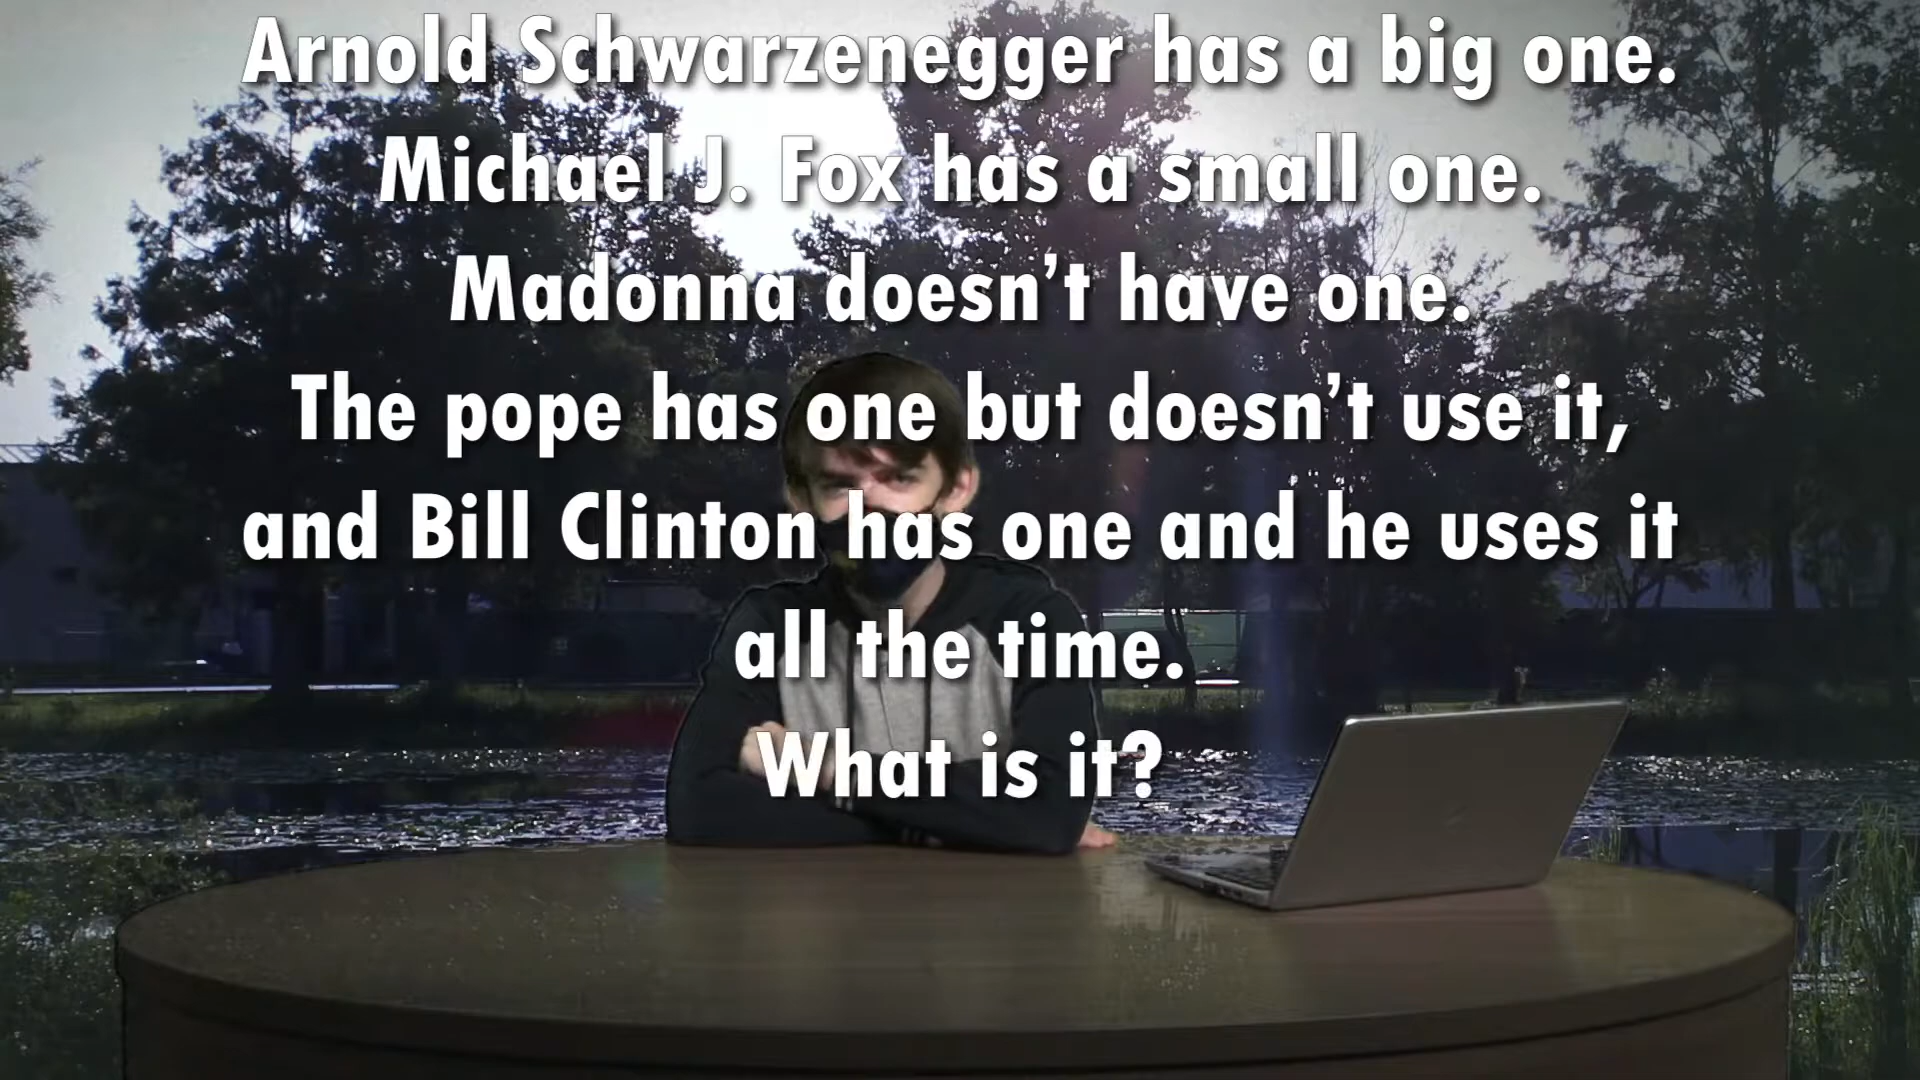 Arnold Schwarzenegger has a big one.
Michael J. Fox has a small one.
Madonna doesn’t have one.
The pope has one but doesn’t use it,
and Bill Clinton has one and he uses it
all the time.
What is it?